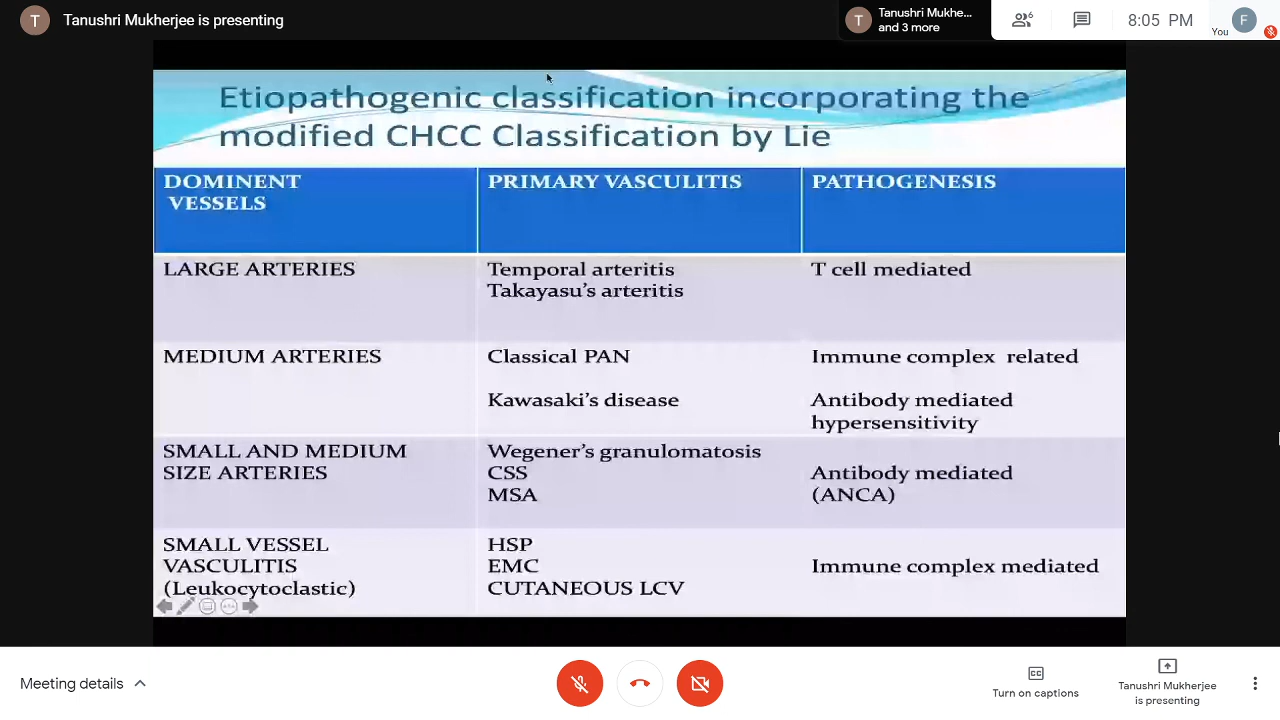 T Tanushri Mukherjee is presenting
T Tanushri Mukhe...
and 3 more
6
8:05 PM
You
F
Etiopathogenic classification incorporating the
modified CHCC Classification by Lie
DOMINENT
VESSELS
PRIMARY VASCULITIS
PATHOGENESIS
LARGE ARTERIES
Temporal arteritis
Takayasu’s arteritis
T cell mediated
MEDIUM ARTERIES
Classical PAN
Kawasaki’s disease
Immune complex related
Antibody mediated
hypersensitivity
SMALL AND MEDIUM
SIZE ARTERIES
Wegener’s granulomatosis
CSS
MSA
Antibody mediated
(ANCA)
SMALL VESSEL
VASCULITIS
(Leukocytoclastic)
HSP
EMC
CUTANEOUS LCV
Immune complex mediated
Meeting details
CC
Turn on captions
Tanushri Mukherjee
is presenting